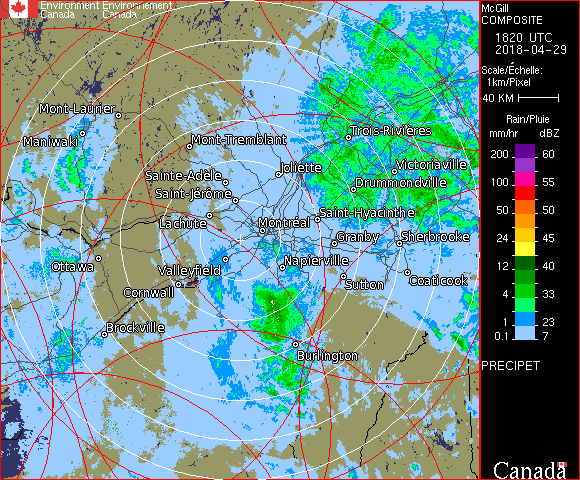 Environment Environnement
Canada Canada
McGill
COMPOSITE
1820 UTC
2018-04-29
Scale/Échelle:
1km/Pixel
40 KM
Rain/Pluie
mm/hr dBZ
200 60
100 55
50 50
24 45
12 40
8 33
4 30
1 23
0.1 7
PRECIPET
Canada
Mont-Laurier
Maniwaki
Mont-Tremblant
Trois-Rivières
Sainte-Adèle
Joliette
Victoriaville
Saint-Jérôme
Drummondville
Lachute
Montréal
Saint-Hyacinthe
Granby
Sherbrooke
Ottawa
Valleyfield
Napierville
Cornwall
Sutton
Coaticook
Brockville
Burlington